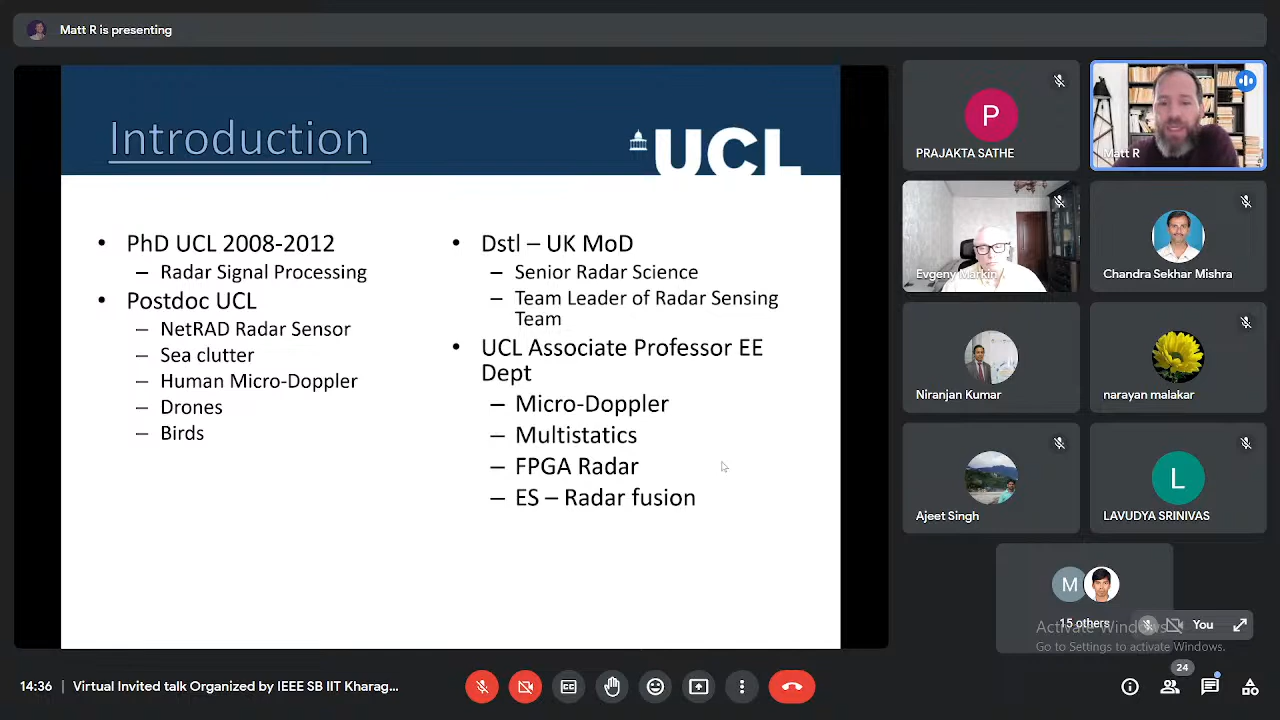 Matt R is presenting
Introduction
UCL
• PhD UCL 2008-2012
– Radar Signal Processing
• Postdoc UCL
– NetRAD Radar Sensor
– Sea clutter
– Human Micro-Doppler
– Drones
– Birds
• Dstl – UK MoD
– Senior Radar Science
– Team Leader of Radar Sensing
Team
• UCL Associate Professor EE
Dept
– Micro-Doppler
– Multistatics
– FPGA Radar
– ES – Radar fusion
P
PRAJAKTA SATHE
Matt R
Evgeny Markin
Chandra Sekhar Mishra
Niranjan Kumar
narayan malakar
Ajeet Singh
L
LAVUDYA SRINIVAS
M
15 others
You
Activate Windows
Go to Settings to activate Windows.
14:36 | Virtual Invited talk Organized by IEEE SB IIT Kharag...
24